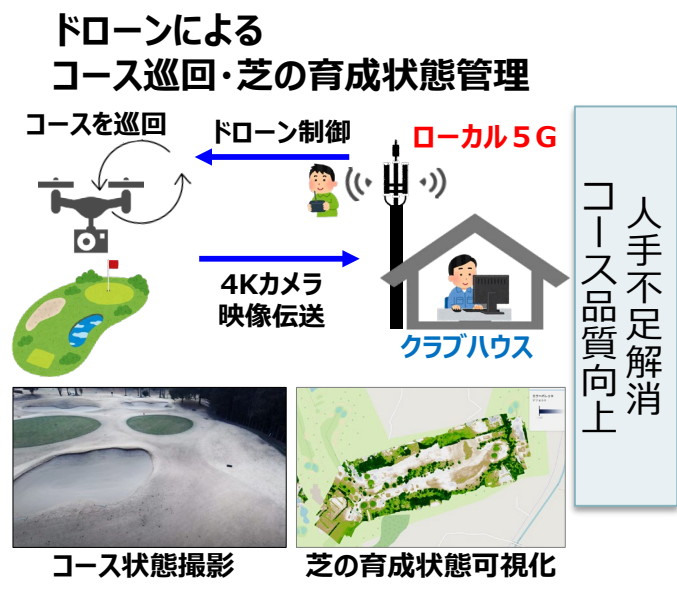 ドローンによる
コース巡回・芝の育成状態管理
コースを巡回
ドローン制御
ローカル５G
4Kカメラ
映像伝送
クラブハウス
人手不足解消
コース品質向上
コース状態撮影
芝の育成状態可視化